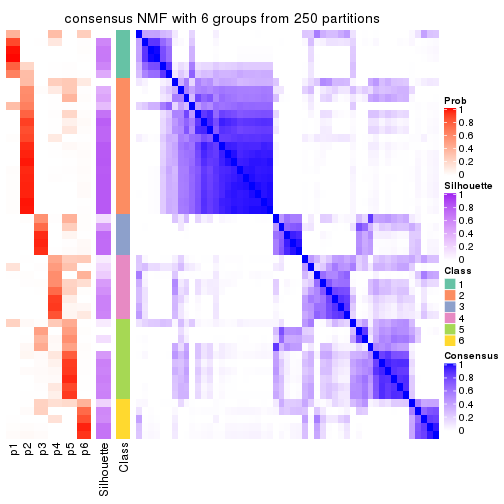 consensus NMF with 6 groups from 250 partitions
p1
p2
p3
p4
p5
p6
Silhouette
Class
Prob
1
0.8
0.6
0.4
0.2
0
Silhouette
1
0.8
0.6
0.4
0.2
0
Class
1
2
3
4
5
6
Consensus
1
0.8
0.6
0.4
0.2
0